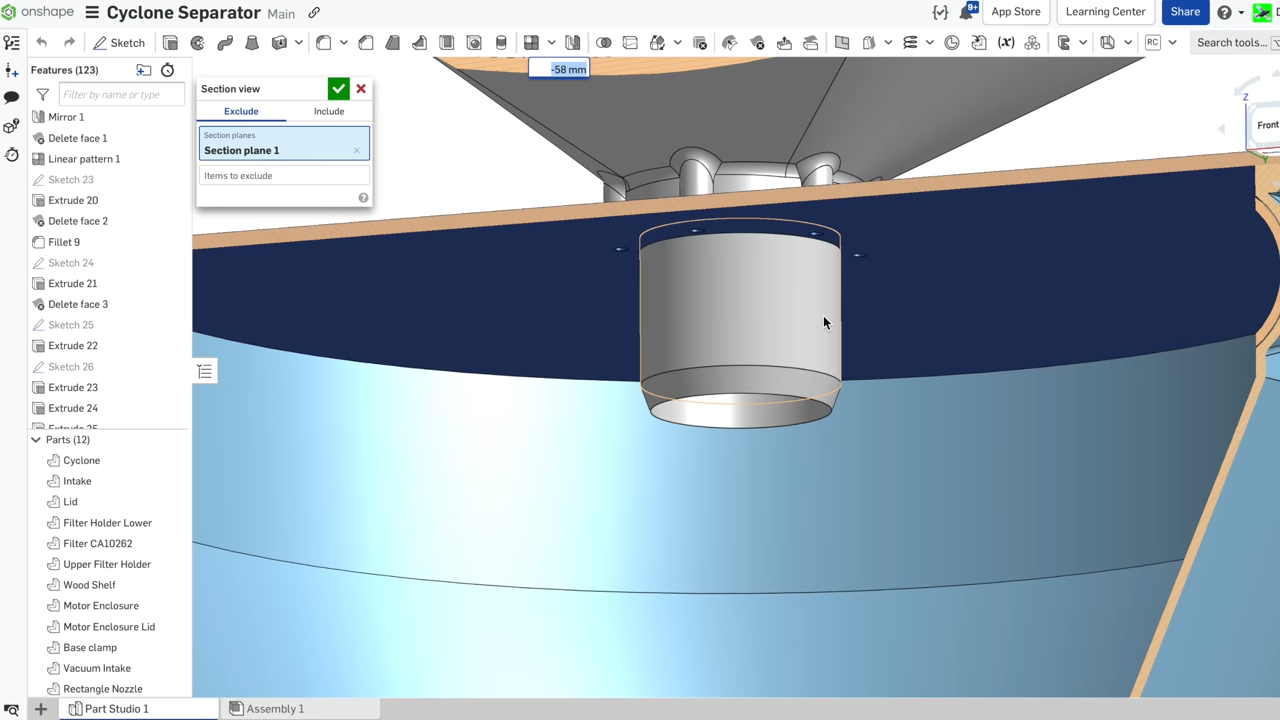 onshape
Cyclone Separator
Main
9+
App Store
Learning Center
Share
Sketch
RC
Search tools...
Features (123)
Filter by name or type
Mirror 1
Delete face 1
Linear pattern 1
Sketch 23
Extrude 20
Delete face 2
Fillet 9
Sketch 24
Extrude 21
Delete face 3
Sketch 25
Extrude 22
Sketch 26
Extrude 23
Extrude 24
Extrude 25
Parts (12)
Cyclone
Intake
Lid
Filter Holder Lower
Filter CA10262
Upper Filter Holder
Wood Shelf
Motor Enclosure
Motor Enclosure Lid
Base clamp
Vacuum Intake
Rectangle Nozzle
Section view
Exclude
Include
Section planes
Section plane 1
Items to exclude
-58 mm
Z
Front
Part Studio 1
Assembly 1